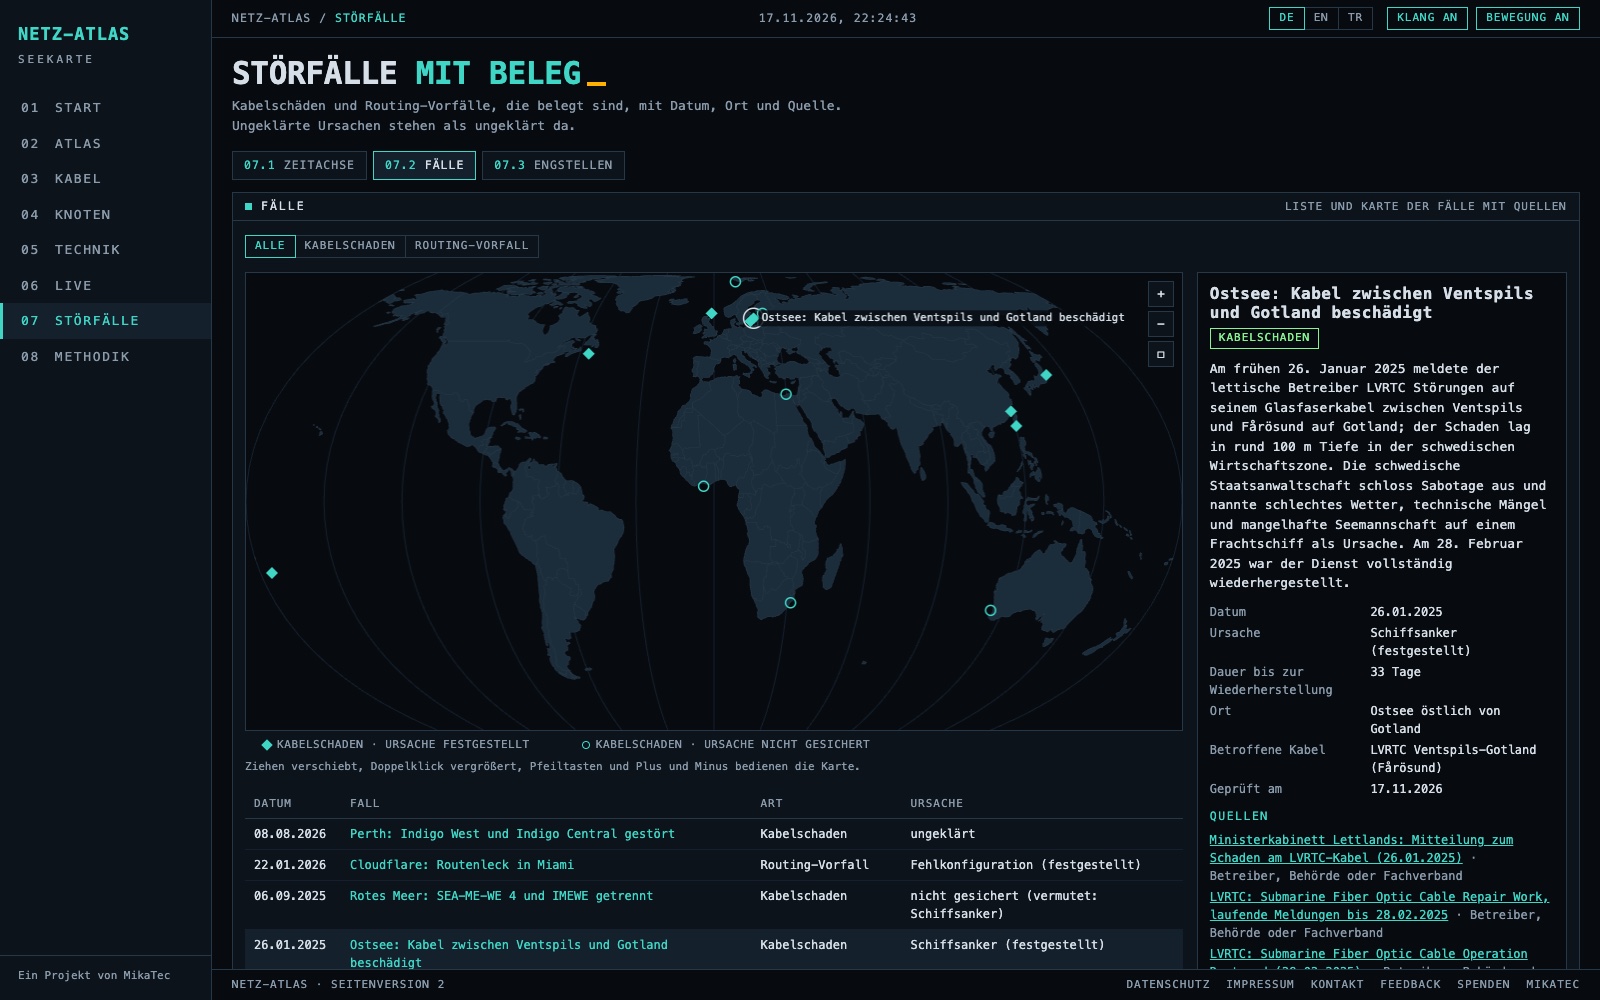 NETZ-ATLAS
SEEKARTE
01 START
02 ATLAS
03 KABEL
04 KNOTEN
05 TECHNIK
06 LIVE
07 STÖRFÄLLE
08 METHODIK
Ein Projekt von MikaTec
NETZ-ATLAS / STÖRFÄLLE
17.11.2026, 22:24:43
DE EN TR
KLANG AN
BEWEGUNG AN
STÖRFÄLLE MIT BELEG_
Kabelschäden und Routing-Vorfälle, die belegt sind, mit Datum, Ort und Quelle.
Ungeklärte Ursachen stehen als ungeklärt da.
07.1 ZEITACHSE
07.2 FÄLLE
07.3 ENGSTELLEN
FÄLLE
LISTE UND KARTE DER FÄLLE MIT QUELLEN
ALLE
KABELSCHADEN
ROUTING-VORFALL
Ostsee: Kabel zwischen Ventspils und Gotland beschädigt
+
−
KABELSCHADEN · URSACHE FESTGESTELLT
KABELSCHADEN · URSACHE NICHT GESICHERT
Ziehen verschiebt, Doppelklick vergrößert, Pfeiltasten und Plus und Minus bedienen die Karte.
DATUM FALL ART URSACHE
08.08.2026 Perth: Indigo West und Indigo Central gestört Kabelschaden ungeklärt
22.01.2026 Cloudflare: Routenleck in Miami Routing-Vorfall Fehlkonfiguration (festgestellt)
06.09.2025 Rotes Meer: SEA-ME-WE 4 und IMEWE getrennt Kabelschaden nicht gesichert (vermutet:
Schiffsanker)
26.01.2025 Ostsee: Kabel zwischen Ventspils und Gotland Kabelschaden Schiffsanker (festgestellt)
beschädigt
Ostsee: Kabel zwischen Ventspils
und Gotland beschädigt
KABELSCHADEN
Am frühen 26. Januar 2025 meldete der
lettische Betreiber LVRTC Störungen auf
seinem Glasfaserkabel zwischen Ventspils
und Fårösund auf Gotland; der Schaden lag
in rund 100 m Tiefe in der schwedischen
Wirtschaftszone. Die schwedische
Staatsanwaltschaft schloss Sabotage aus und
nannte schlechtes Wetter, technische Mängel
und mangelhafte Seemannschaft auf einem
Frachtschiff als Ursache. Am 28. Februar
2025 war der Dienst vollständig
wiederhergestellt.
Datum 26.01.2025
Ursache Schiffsanker
(festgestellt)
Dauer bis zur 33 Tage
Wiederherstellung
Ort Ostsee östlich von
Gotland
Betroffene Kabel LVRTC Ventspils-Gotland
(Fårösund)
Geprüft am 17.11.2026
QUELLEN
Ministerkabinett Lettlands: Mitteilung zum
Schaden am LVRTC-Kabel (26.01.2025) ·
Betreiber, Behörde oder Fachverband
LVRTC: Submarine Fiber Optic Cable Repair Work,
laufende Meldungen bis 28.02.2025 · Betreiber,
Behörde oder Fachverband
LVRTC: Submarine Fiber Optic Cable Operation
NETZ-ATLAS · SEITENVERSION 2
DATENSCHUTZ IMPRESSUM KONTAKT FEEDBACK SPENDEN MIKATEC